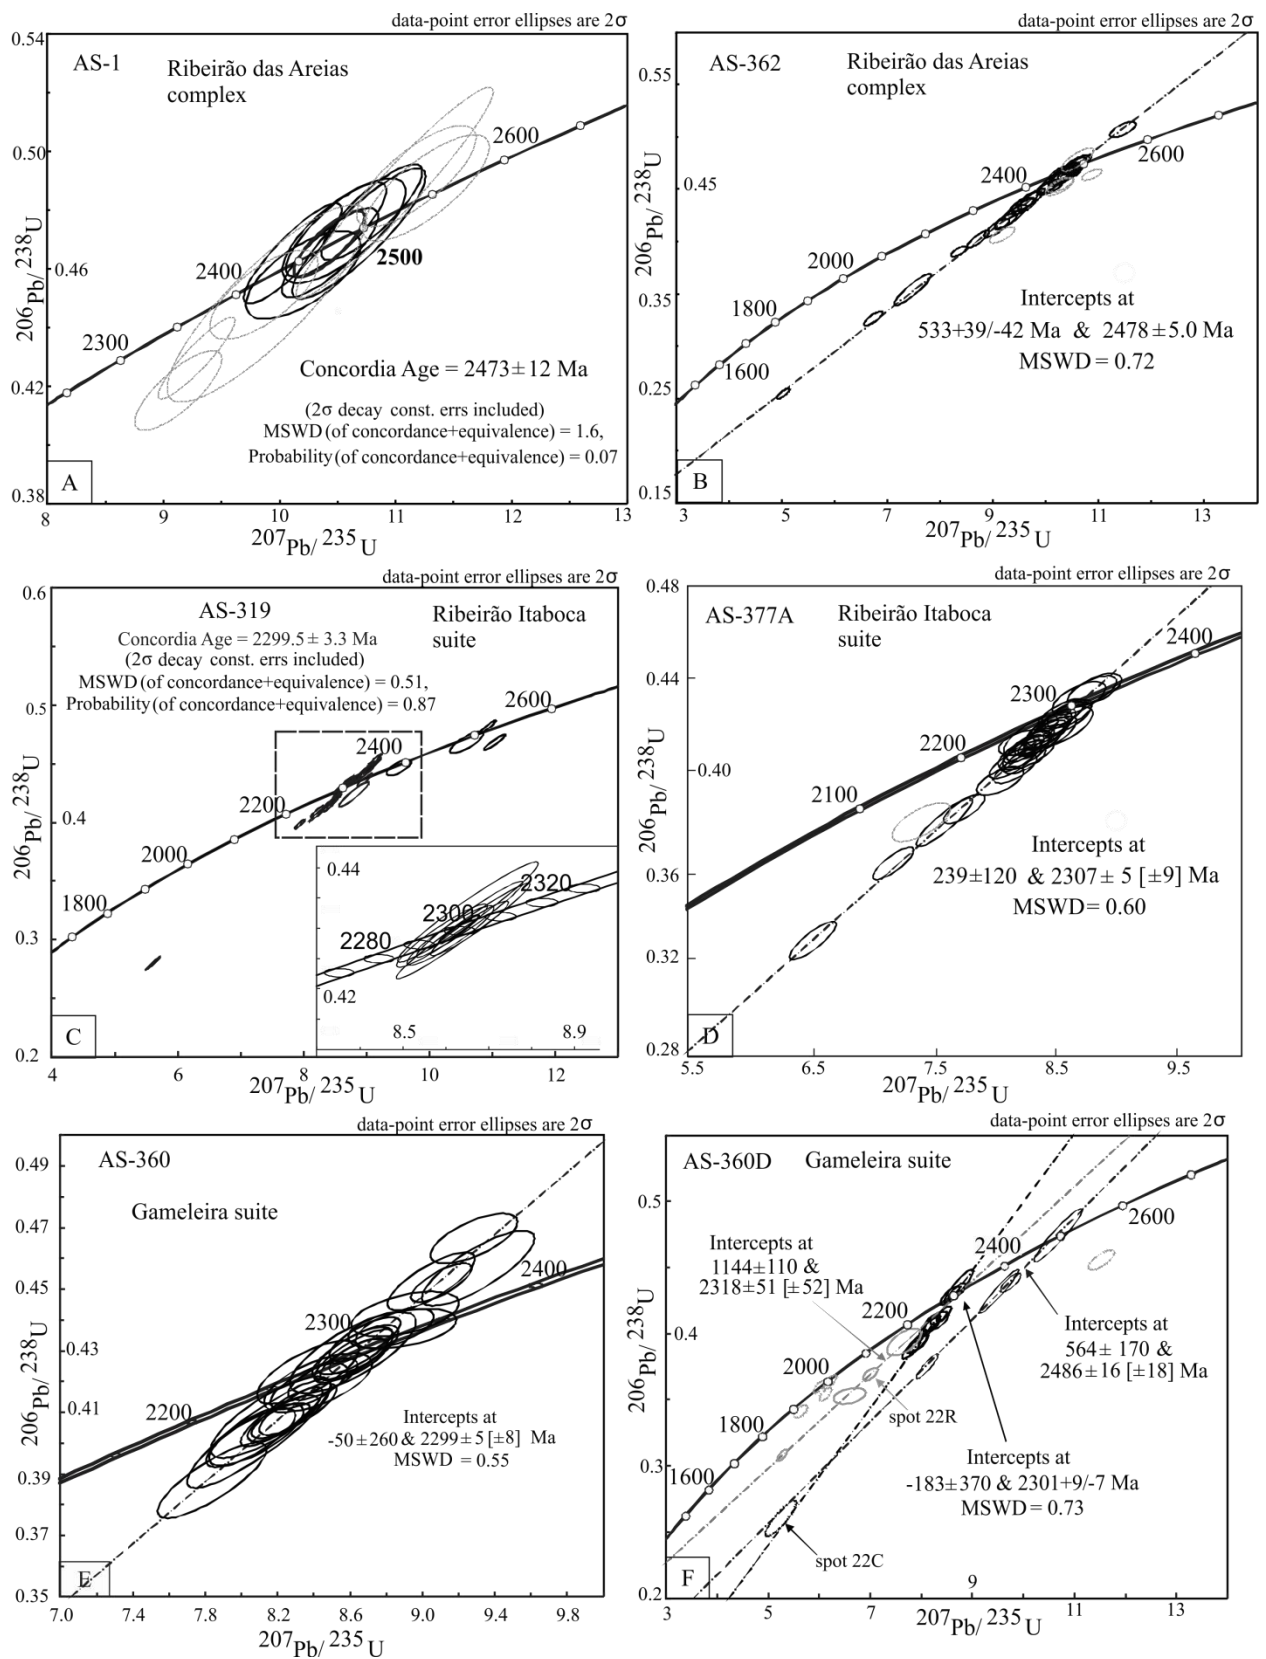 data-point error ellipses are 2σ
AS-1
Ribeirão das Areias
complex
0.54
0.50
0.46
0.42
0.38
206Pb/238U
2300
2400
2500
2600
Concordia Age = 2473± 12 Ma
(2σ decay const. errs included)
MSWD (of concordance+equivalence) = 1.6,
Probability (of concordance+equivalence) = 0.07
A
8 9 10 11 12 13
207Pb/235U
data-point error ellipses are 2σ
AS-362
Ribeirão das Areias
complex
0.55
0.45
0.35
0.25
0.15
206Pb/238U
2600
2400
2000
1800
1600
Intercepts at
533+39/-42 Ma & 2478 ± 5.0 Ma
MSWD = 0.72
B
3 5 7 9 11 13
207Pb/235U
data-point error ellipses are 2σ
AS-319
Ribeirão Itaboca
suite
Concordia Age = 2299.5 ± 3.3 Ma
(2σ decay const. errs included)
MSWD (of concordance+equivalence) = 0.51,
Probability (of concordance+equivalence) = 0.87
0.6
0.5
0.4
0.3
0.2
206Pb/238U
2600
2400
2200
2000
1800
0.44
2320
2300
2280
0.42
8.5 8.9
C
4 6 8 10 12
207Pb/235U
data-point error ellipses are 2σ
AS-377A
Ribeirão Itaboca
suite
0.48
0.44
0.40
0.36
0.32
0.28
206Pb/238U
2400
2300
2200
2100
Intercepts at
239±120 & 2307± 5 [±9] Ma
MSWD= 0.60
D
5.5 6.5 7.5 8.5 9.5
207Pb/235U
data-point error ellipses are 2σ
AS-360
Gameleira suite
0.49
0.47
0.45
0.43
0.41
0.39
0.37
0.35
206Pb/238U
2400
2300
2200
Intercepts at
-50 ±260 & 2299 ± 5 [±8] Ma
MSWD = 0.55
E
7.0 7.4 7.8 8.2 8.6 9.0 9.4 9.8
207Pb/235U
data-point error ellipses are 2σ
AS-360D
Gameleira suite
0.5
0.4
0.3
0.2
206Pb/238U
2600
2400
2200
2000
1800
1600
Intercepts at
1144±110 &
2318±51 [±52] Ma
Intercepts at
564± 170 &
2486±16 [±18] Ma
spot 22R
Intercepts at
-183±370 & 2301+9/-7 Ma
MSWD = 0.73
spot 22C
F
3 5 7 9 11 13
207Pb/235U